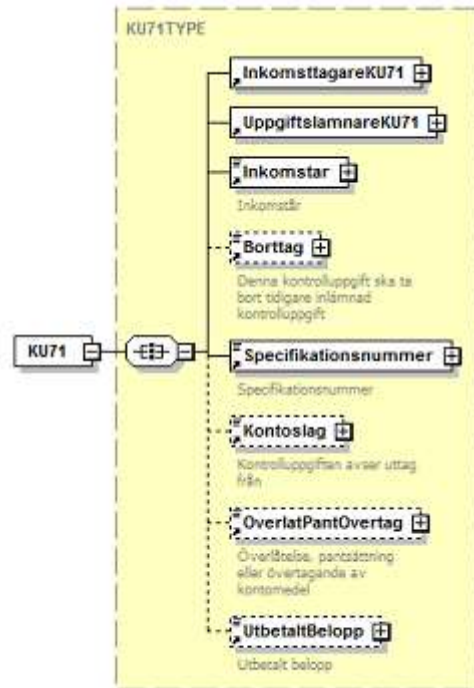 KU71TYPE
InkomsttagareKU71
UppgiftslamnareKU71
Inkomstar
Inkomstår
Borttag
Denna kontrolluppgift ska ta
bort tidigare inlämnad
kontrolluppgift
KU71
Specifikationsnummer
Specifikationsnummer
Kontoslag
Kontrolluppgiften avser uttag
från
OverlatPantOvertag
Överlåtelse, pantsättning
eller övertagande av
kontomedel
UtbetaltBelopp
Utbetalt belopp